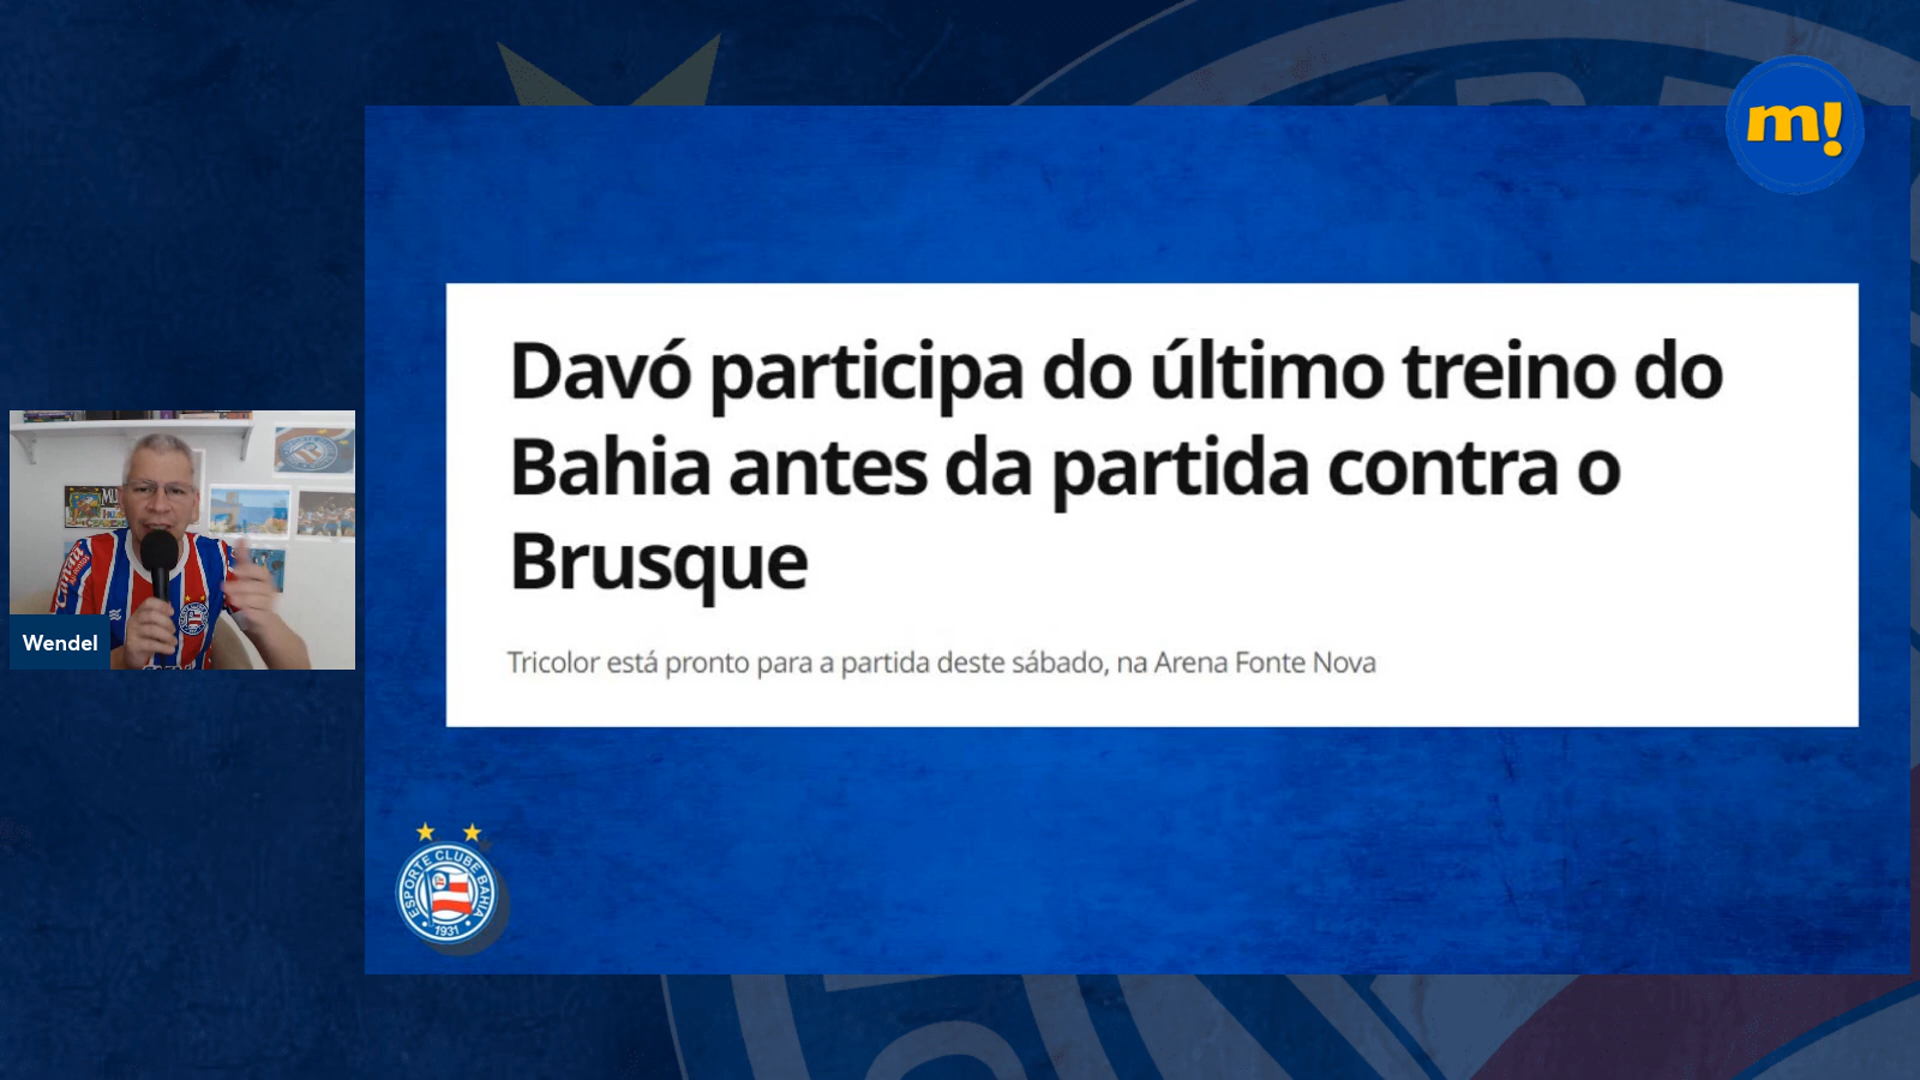 m!
Davó participa do último treino do
Bahia antes da partida contra o
Brusque
Tricolor está pronto para a partida deste sábado, na Arena Fonte Nova
Wendel
ESPORTE CLUBE BAHIA
1931